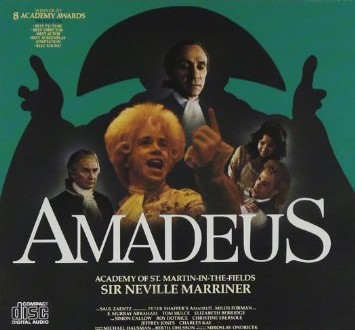 WINNER OF
8 ACADEMY AWARDS
•BEST PICTURE
•BEST DIRECTOR
•BEST ACTOR
•BEST SCREENPLAY
ADAPTATION
•BEST SOUND
AMADEUS
ACADEMY OF ST. MARTIN-IN-THE-FIELDS
SIR NEVILLE MARRINER
SAUL ZAENTZ PETER SHAFFER'S AMADEUS MILOS FORMAN
F. MURRAY ABRAHAM TOM HULCE ELIZABETH BERRIDGE
SIMON CALLOW ROY DOTRICE CHRISTINE EBERSOLE
JEFFREY JONES CHARLES KAY
MICHAEL HAUSMAN BERTIL OHLSSON MIROSLAV ONDRICEK
COMPACT
disc
DIGITAL AUDIO